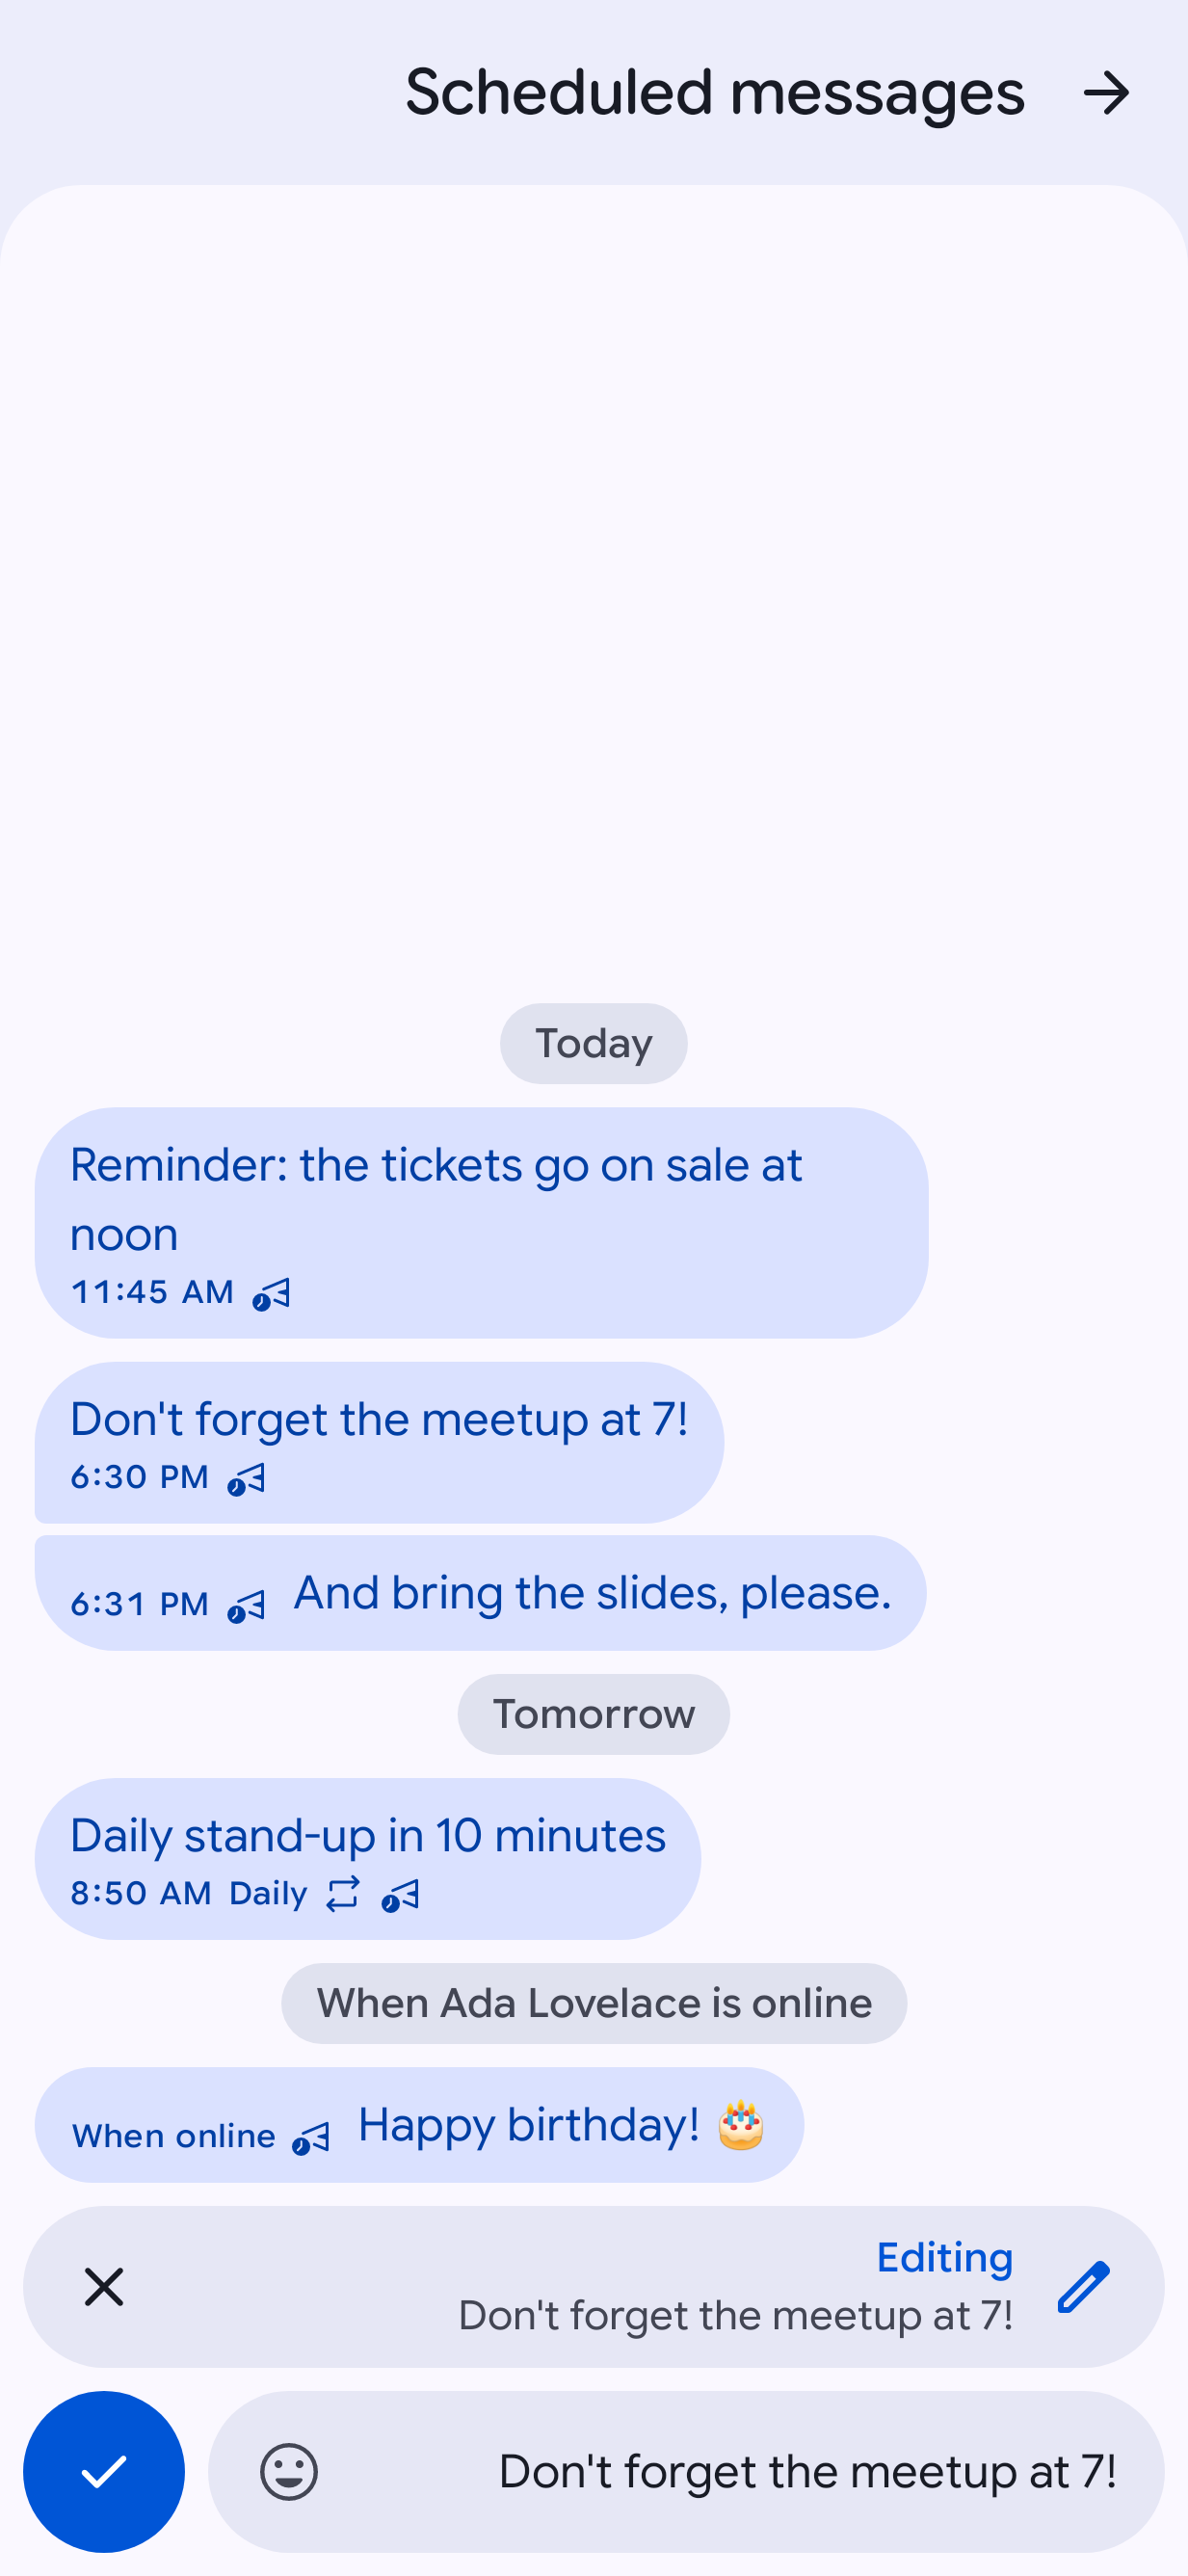 Scheduled messages
Today
Reminder: the tickets go on sale at
noon
11:45 AM
Don't forget the meetup at 7!
6:30 PM
6:31 PM And bring the slides, please.
Tomorrow
Daily stand-up in 10 minutes
8:50 AM Daily
When Ada Lovelace is online
When online Happy birthday! 🎂
Editing
Don't forget the meetup at 7!
Don't forget the meetup at 7!